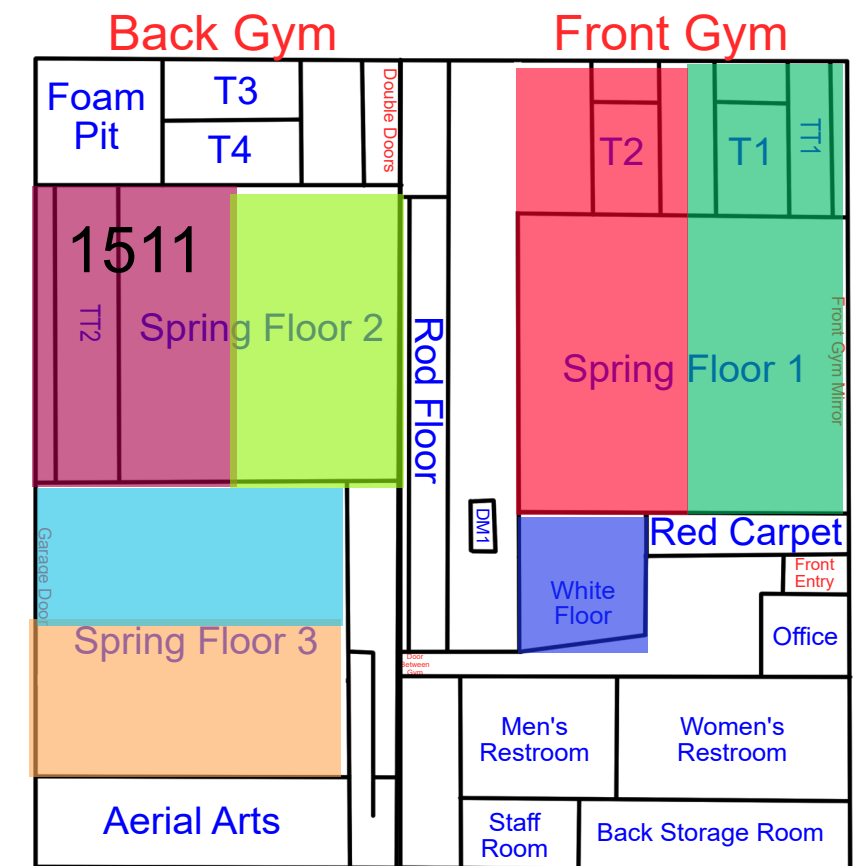 Back Gym
Front Gym
Foam
Pit
T3
T4
Double Doors
T2
T1
TT1
1511
TT2
Spring Floor 2
Rod Floor
Spring Floor 1
Front Gym Mirror
DM1
Red Carpet
Garage Door
White
Floor
Front
Entry
Spring Floor 3
Office
Door
Between
Gym
Men's
Restroom
Women's
Restroom
Aerial Arts
Staff
Room
Back Storage Room